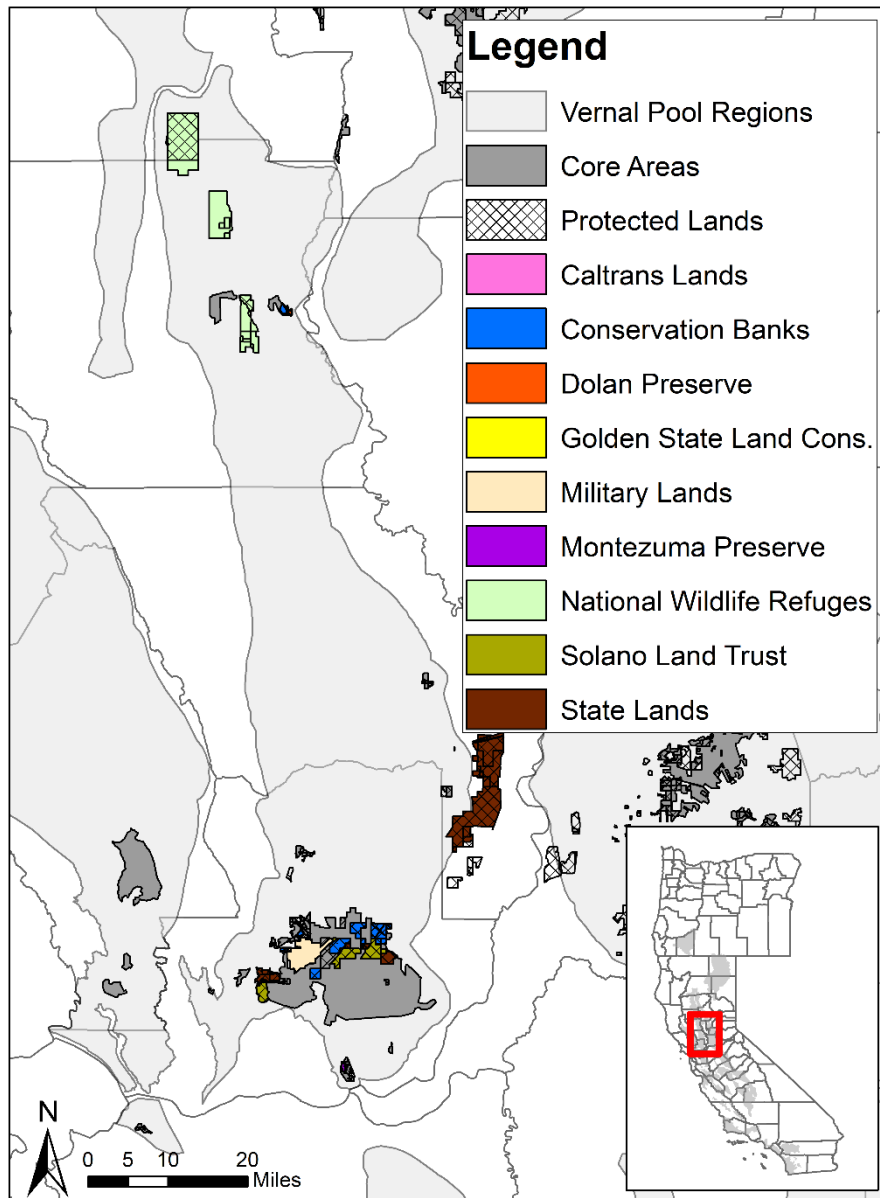 Legend
Vernal Pool Regions
Core Areas
Protected Lands
Caltrans Lands
Conservation Banks
Dolan Preserve
Golden State Land Cons.
Military Lands
Montezuma Preserve
National Wildlife Refuges
Solano Land Trust
State Lands
N
0 5 10 20
Miles